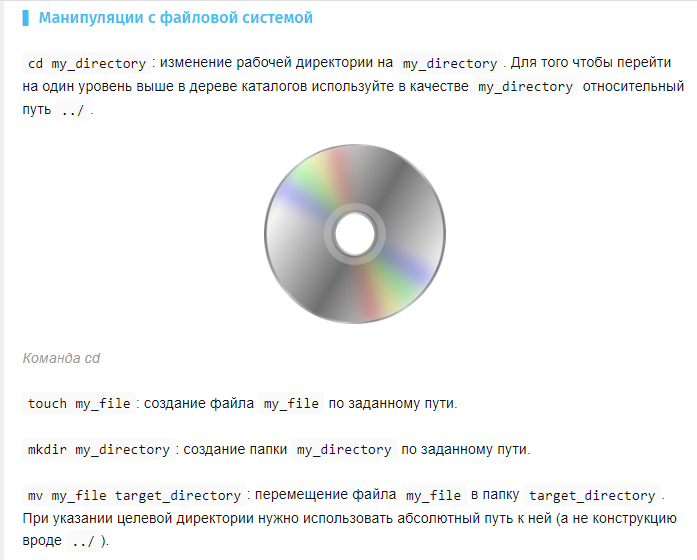 Манипуляции с файловой системой
cd my_directory : изменение рабочей директории на my_directory . Для того чтобы перейти
на один уровень выше в дереве каталогов используйте в качестве my_directory относительный
путь ../ .
Команда cd
touch my_file : создание файла my_file по заданному пути.
mkdir my_directory : создание папки my_directory по заданному пути.
mv my_file target_directory : перемещение файла my_file в папку target_directory .
При указании целевой директории нужно использовать абсолютный путь к ней (а не конструкцию
вроде ../ ).